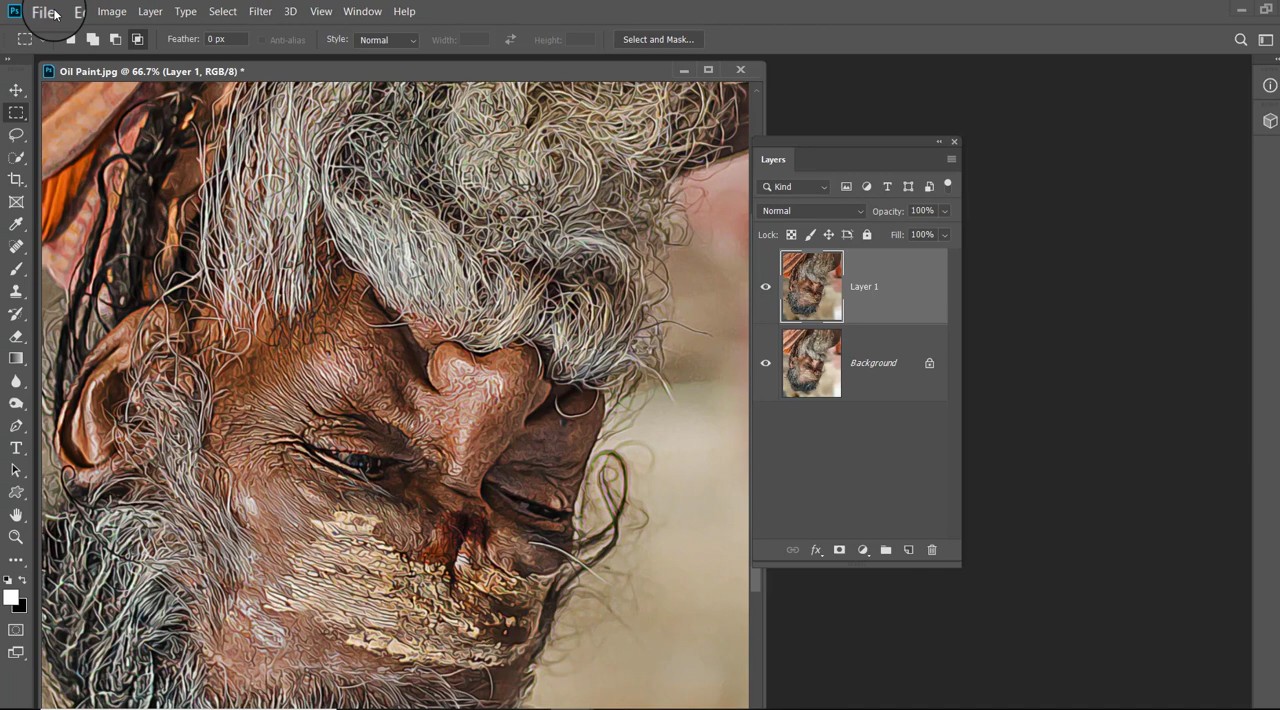 Ps File E Image Layer Type Select Filter 3D View Window Help
Feather: 0 px Anti-alias Style: Normal Width: Height: Select and Mask...
Ps Oil Paint.jpg @ 66.7% (Layer 1, RGB/8) *
Layers
Kind
Normal Opacity: 100%
Lock: Fill: 100%
Layer 1
Background
fx